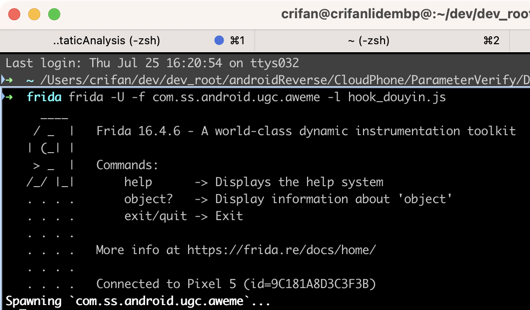 crifan@crifanlidembp@:~/dev/dev_roo
..taticAnalysis (-zsh) ⌘1 ~ (-zsh) ⌘2
Last login: Thu Jul 25 16:20:54 on ttys032
➜ ~ /Users/crifan/dev/dev_root/androidReverse/CloudPhone/ParameterVerify/D
➜ frida frida -U -f com.ss.android.ugc.aweme -l hook_douyin.js
____
/ _ | Frida 16.4.6 - A world-class dynamic instrumentation toolkit
| (_| |
> _ | Commands:
/_/ |_| help -> Displays the help system
. . . . object? -> Display information about 'object'
. . . . exit/quit -> Exit
. . . .
. . . . More info at https://frida.re/docs/home/
. . . .
. . . . Connected to Pixel 5 (id=9C181A8D3C3F3B)
Spawning `com.ss.android.ugc.aweme`...